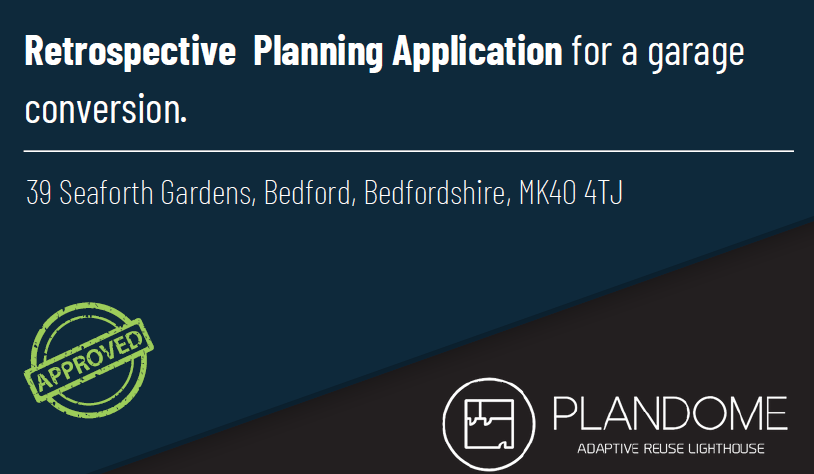 Retrospective Planning Application for a garage
conversion.
39 Seaforth Gardens, Bedford, Bedfordshire, MK40 4TJ
APPROVED
PLANDOME
ADAPTIVE REUSE LIGHTHOUSE